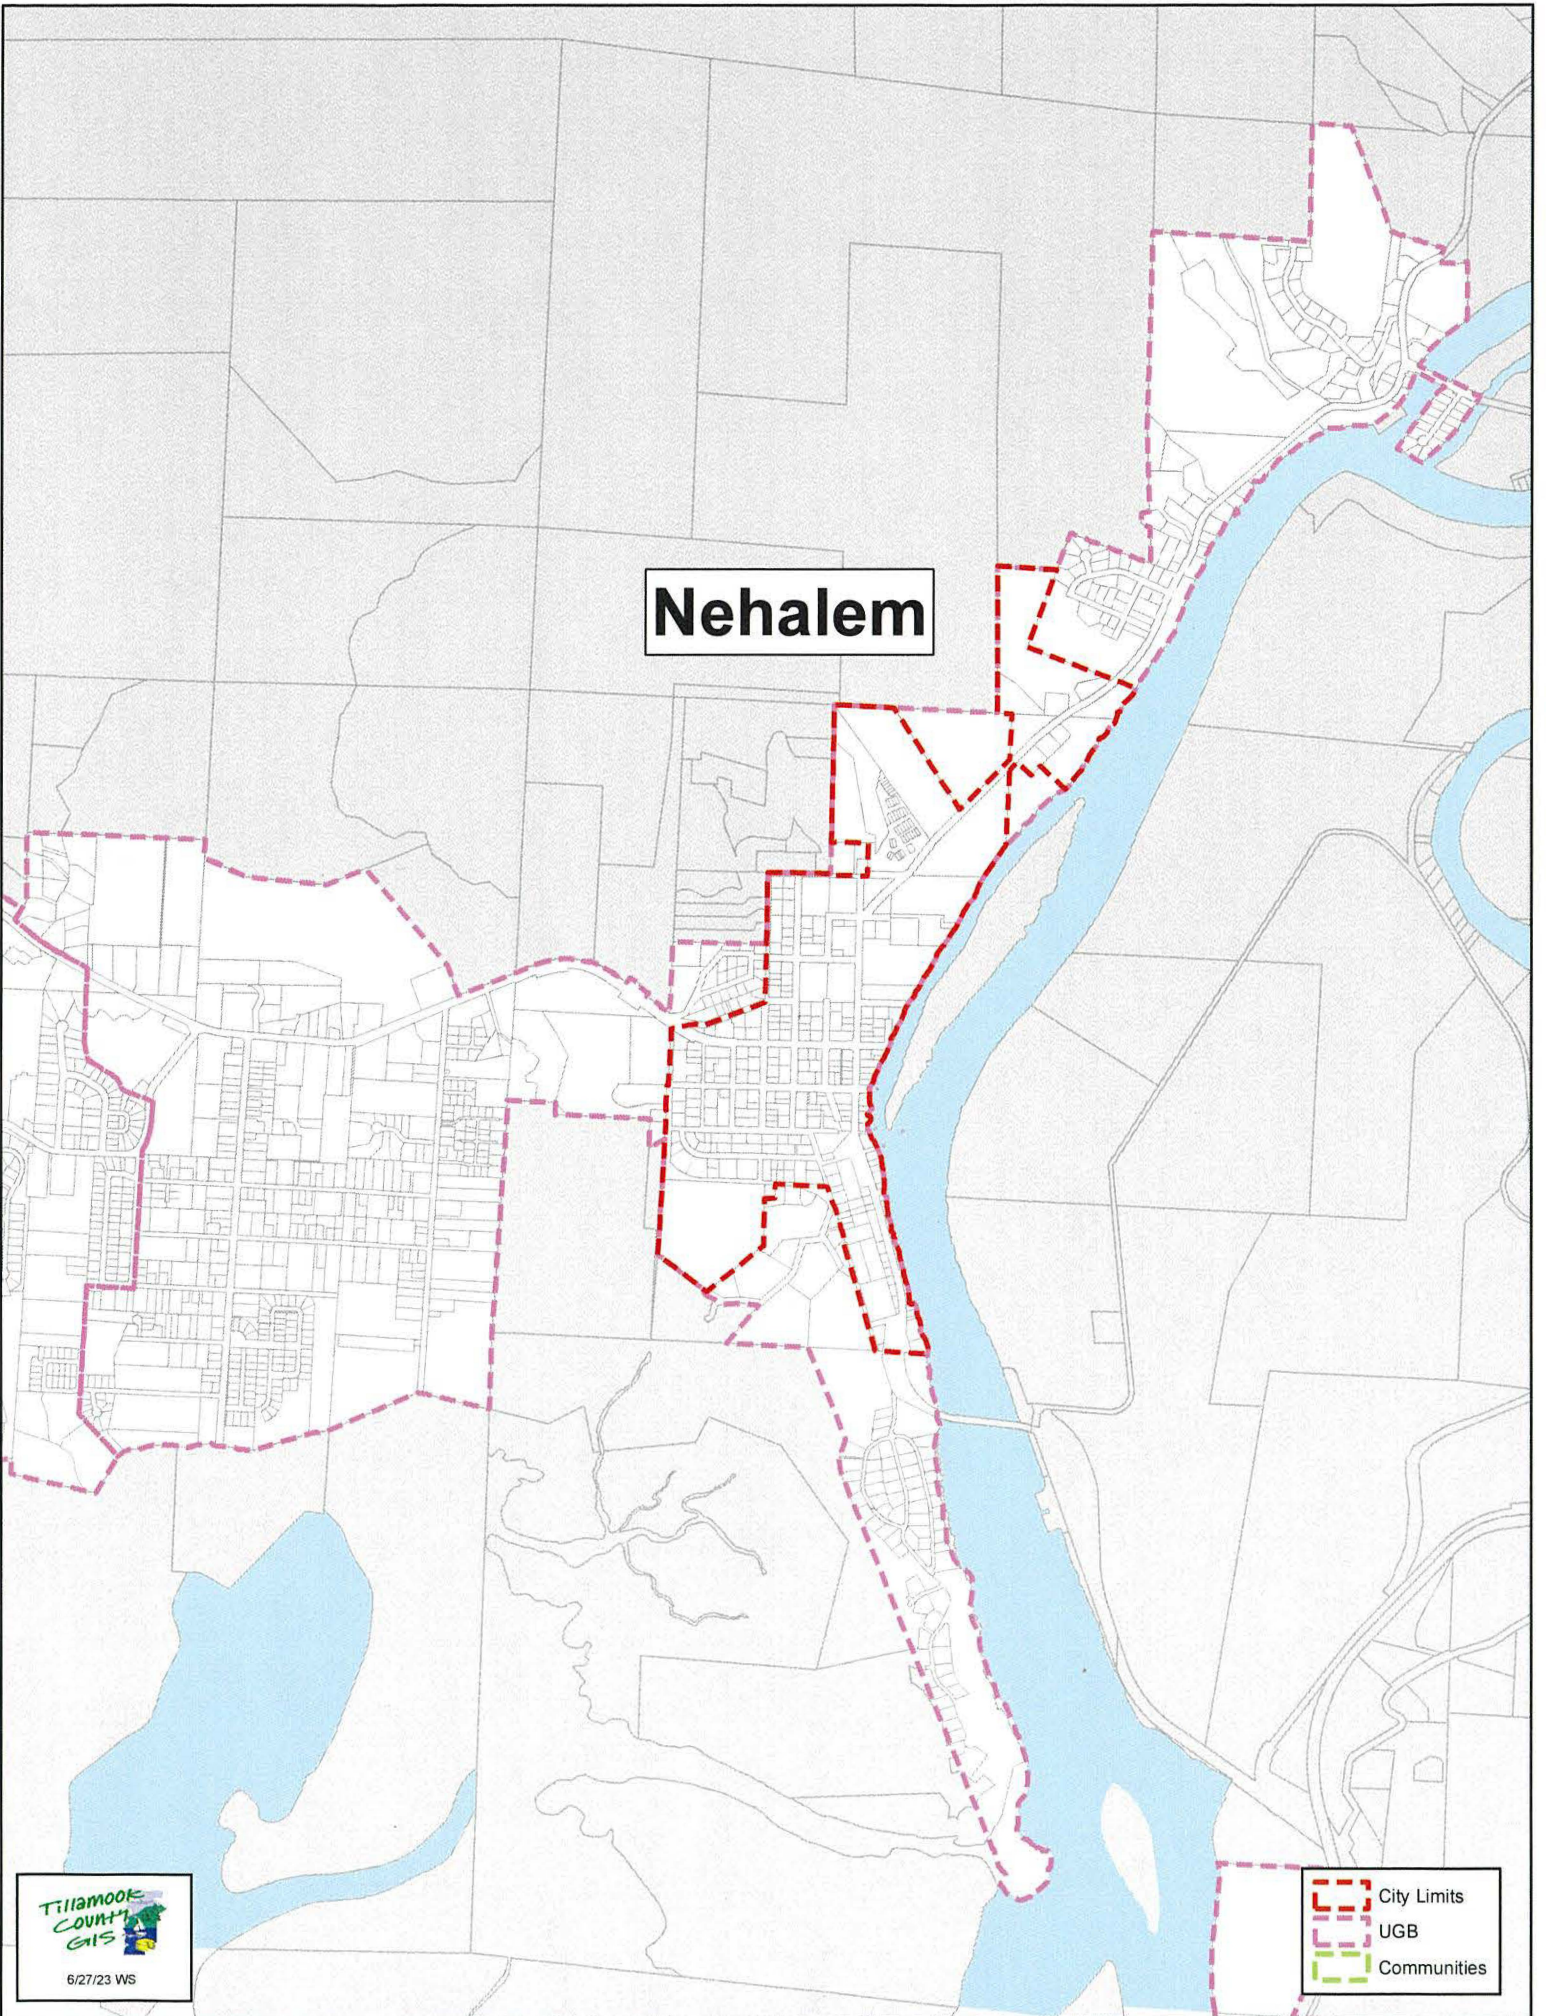 Nehalem
Tillamook
County
GIS
6/27/23 WS
City Limits
UGB
Communities